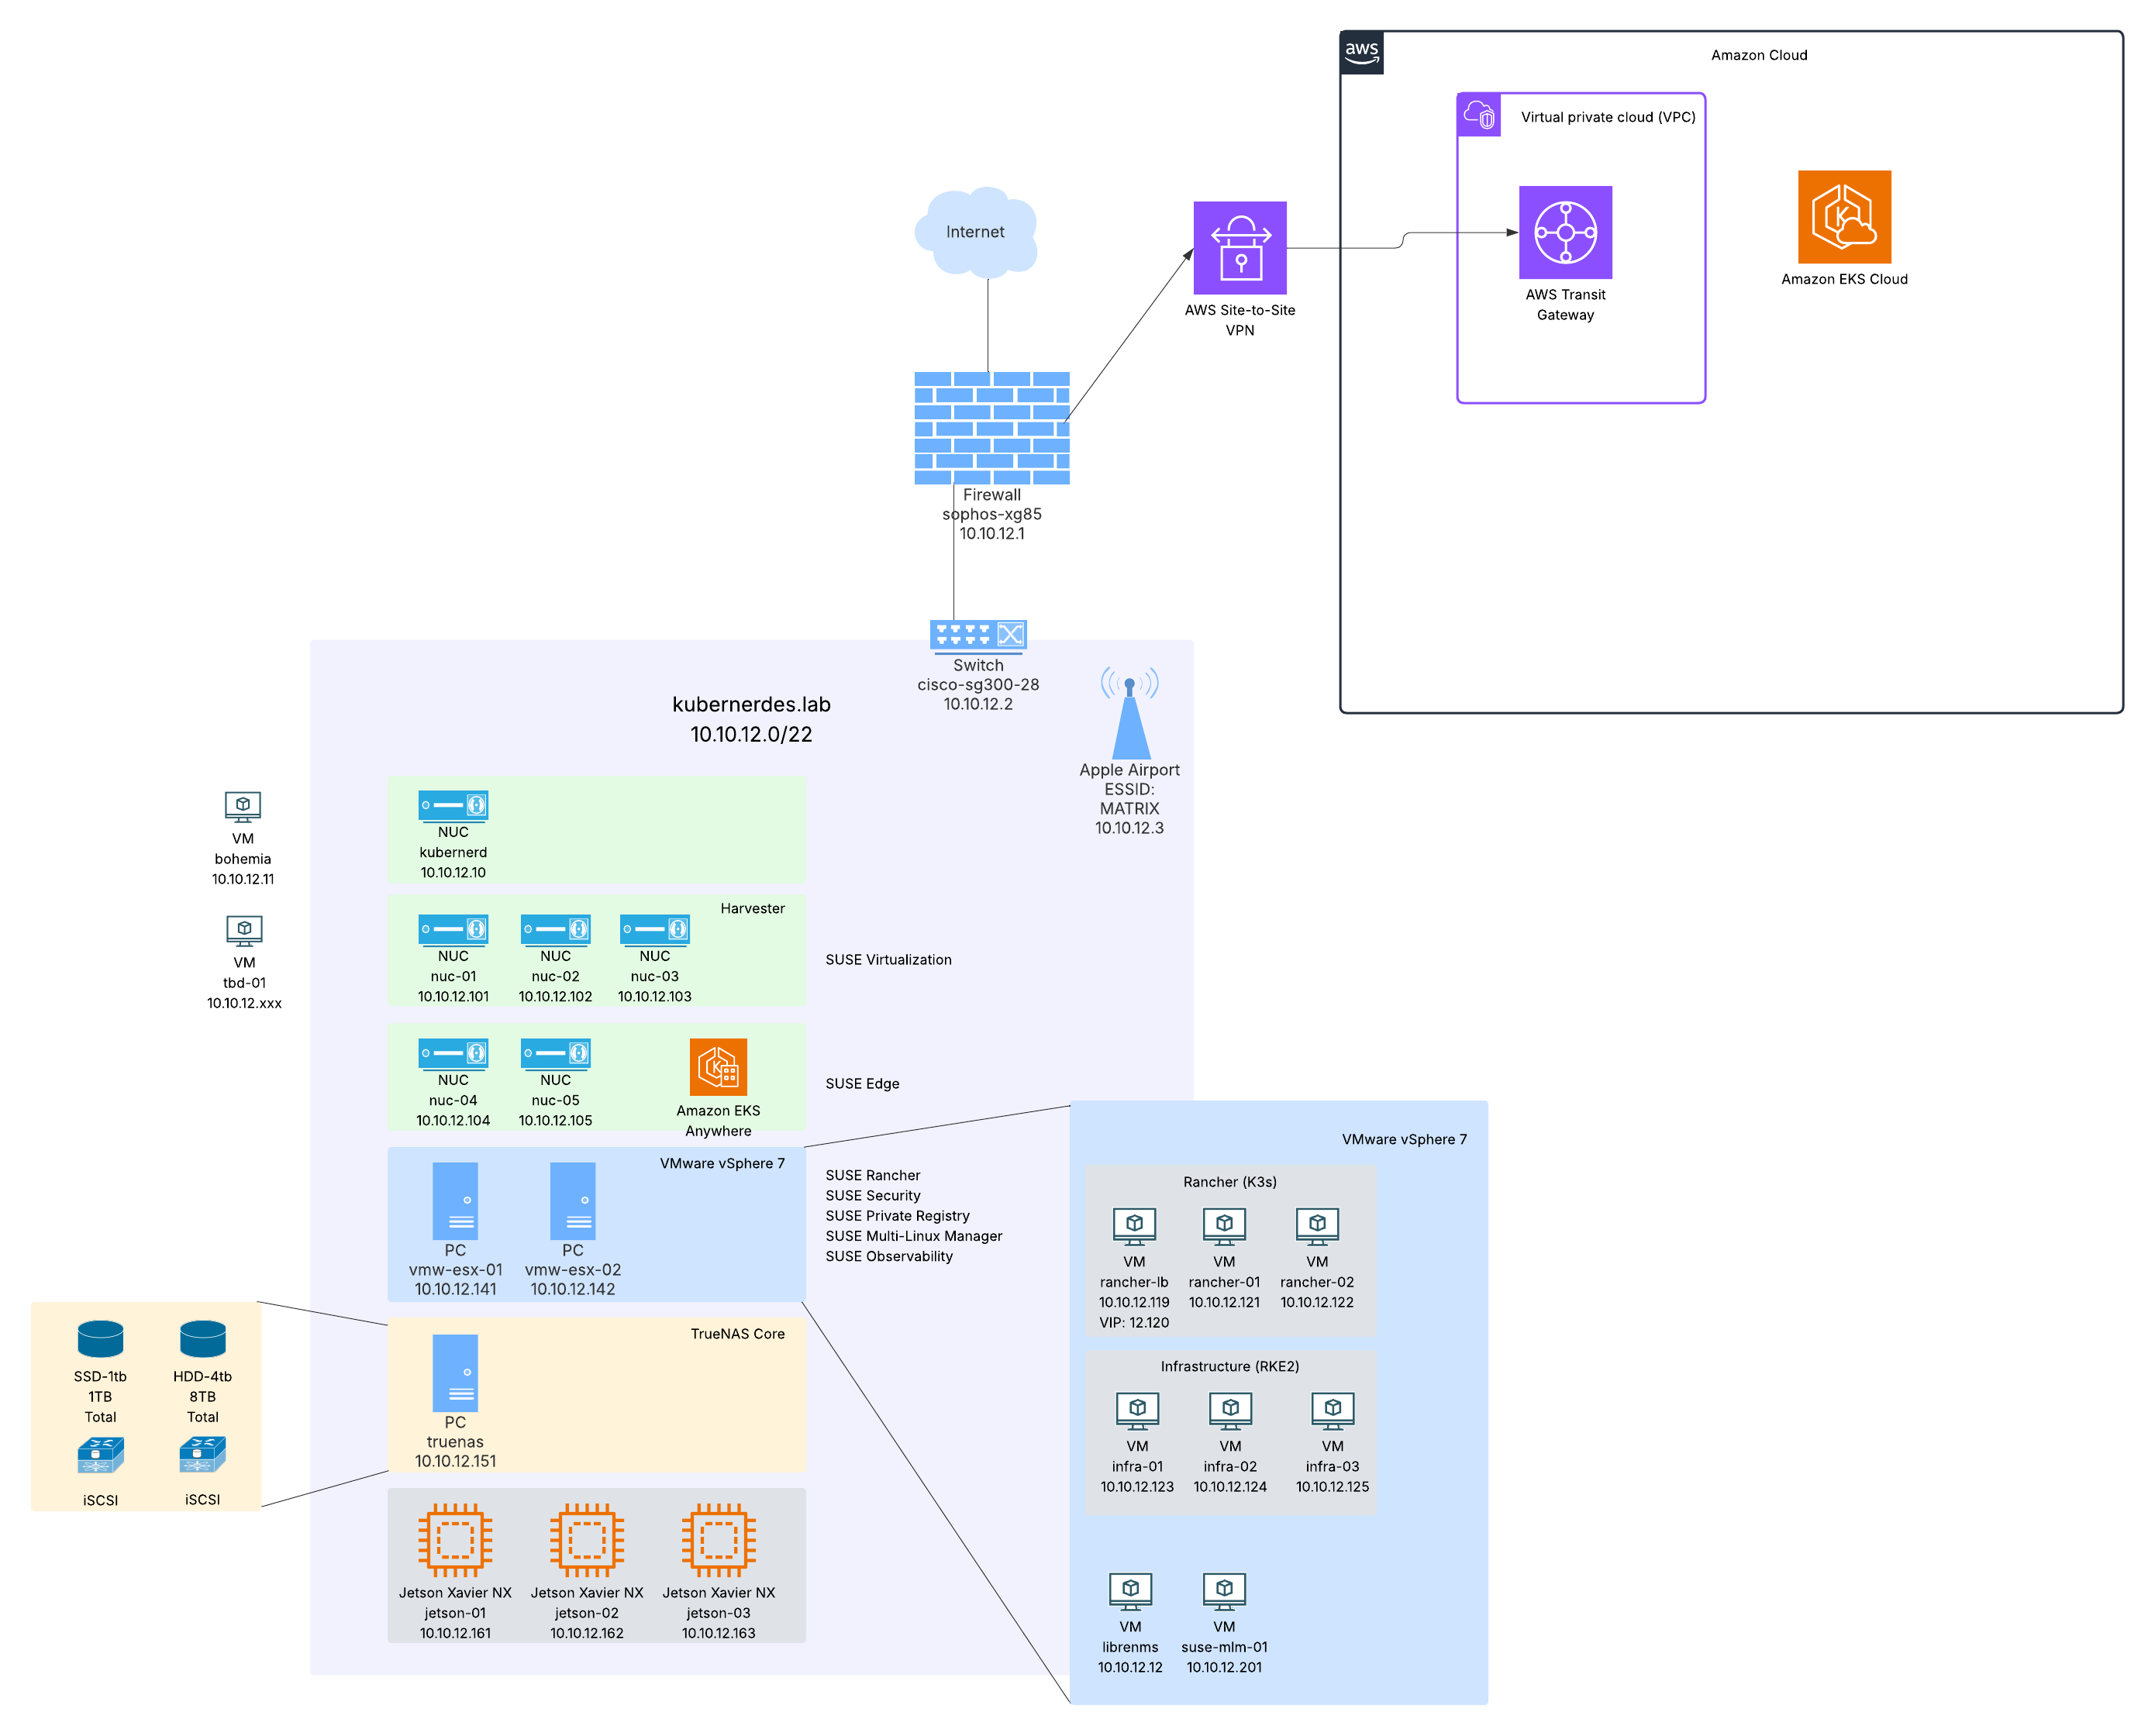 aws
Amazon Cloud
Virtual private cloud (VPC)
Internet
AWS Site-to-Site
VPN
AWS Transit
Gateway
Amazon EKS Cloud
Firewall
sophos-xg85
10.10.12.1
Switch
cisco-sg300-28
10.10.12.2
kubernerdes.lab
10.10.12.0/22
Apple Airport
ESSID:
MATRIX
10.10.12.3
VM
bohemia
10.10.12.11
VM
tbd-01
10.10.12.xxx
NUC
kubernerd
10.10.12.10
Harvester
NUC
nuc-01
10.10.12.101
NUC
nuc-02
10.10.12.102
NUC
nuc-03
10.10.12.103
SUSE Virtualization
NUC
nuc-04
10.10.12.104
NUC
nuc-05
10.10.12.105
Amazon EKS
Anywhere
SUSE Edge
VMware vSphere 7
PC
vmw-esx-01
10.10.12.141
PC
vmw-esx-02
10.10.12.142
SUSE Rancher
SUSE Security
SUSE Private Registry
SUSE Multi-Linux Manager
SUSE Observability
TrueNAS Core
PC
truenas
10.10.12.151
SSD-1tb
1TB
Total
iSCSI
HDD-4tb
8TB
Total
iSCSI
Jetson Xavier NX
jetson-01
10.10.12.161
Jetson Xavier NX
jetson-02
10.10.12.162
Jetson Xavier NX
jetson-03
10.10.12.163
VMware vSphere 7
Rancher (K3s)
VM
rancher-lb
10.10.12.119
VIP: 12.120
VM
rancher-01
10.10.12.121
VM
rancher-02
10.10.12.122
Infrastructure (RKE2)
VM
infra-01
10.10.12.123
VM
infra-02
10.10.12.124
VM
infra-03
10.10.12.125
VM
librenms
10.10.12.12
VM
suse-mlm-01
10.10.12.201